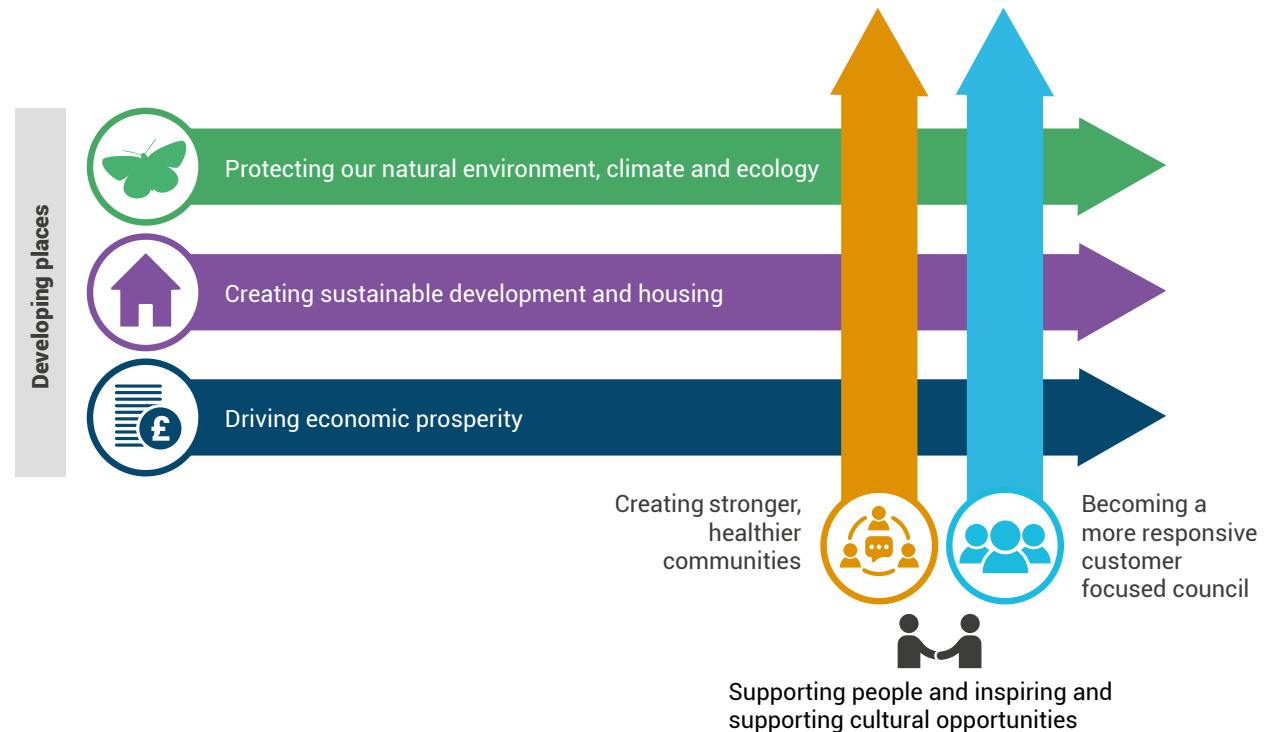 Developing places
Protecting our natural environment, climate and ecology
Creating sustainable development and housing
£
Driving economic prosperity
Creating stronger,
healthier
communities
Becoming a
more responsive
customer
focused council
Supporting people and inspiring and
supporting cultural opportunities